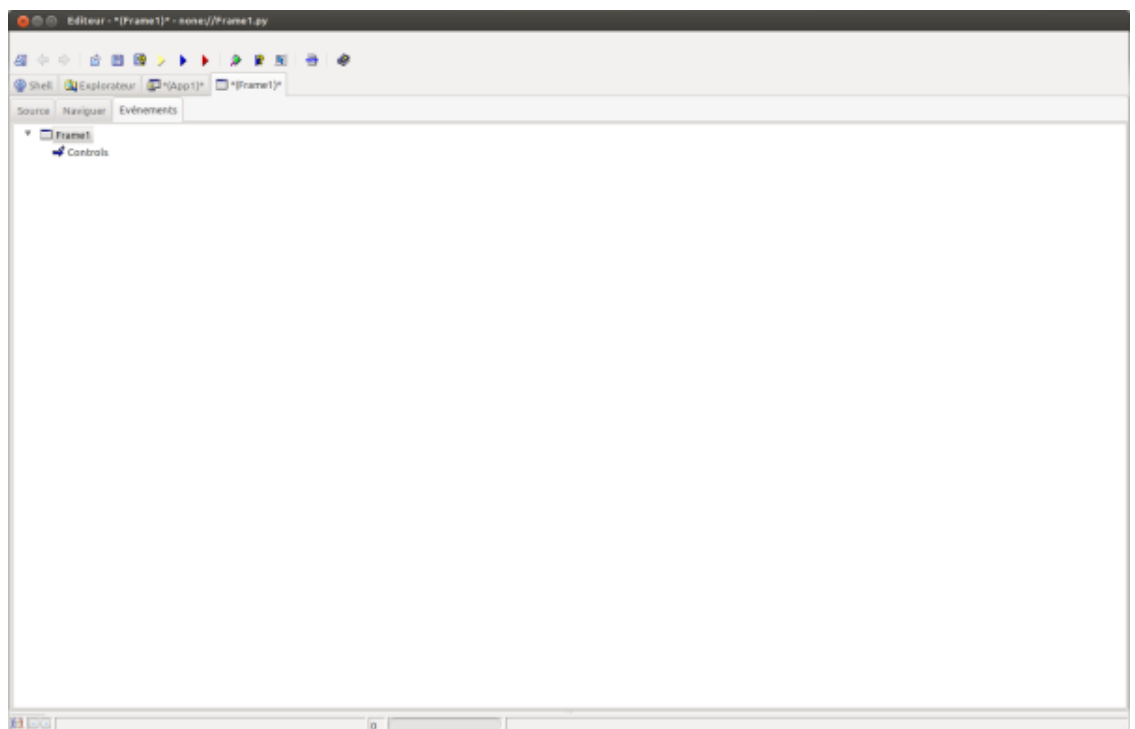 Editeur - *(Frame1)* - none://Frame1.py
Shell Explorateur *(App1)* *(Frame1)*
Source Naviguer Evénements
Frame1
Controls